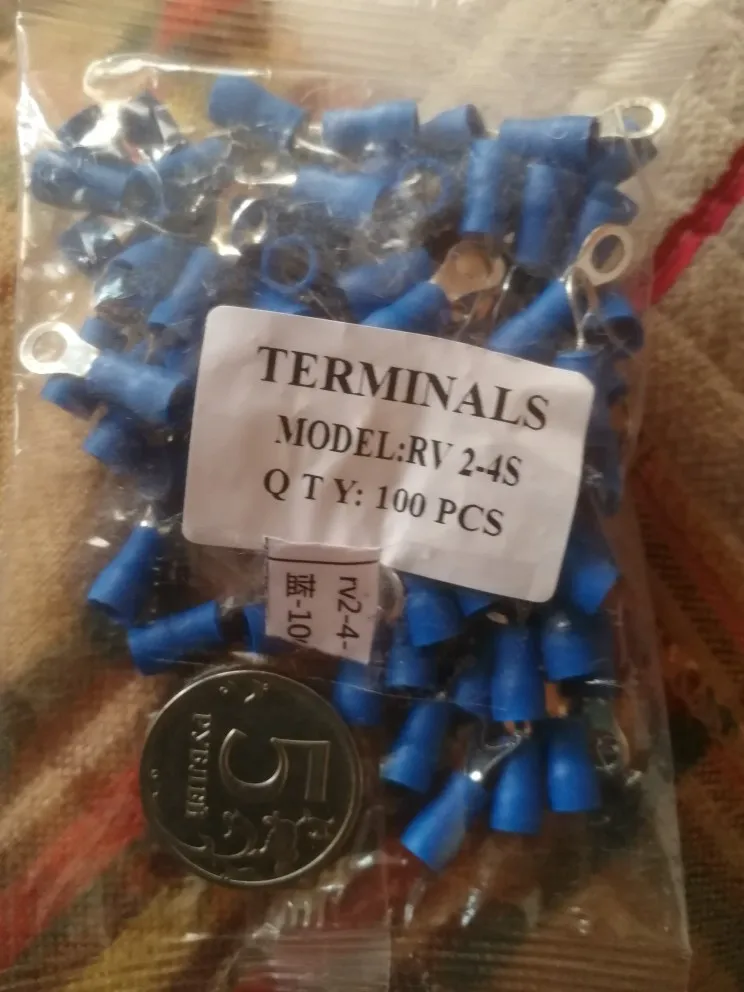 TERMINALS
MODEL:RV 2-4S
Q T Y: 100 PCS
rv2-4-
蓝-10
5
РУБЛЕЙ